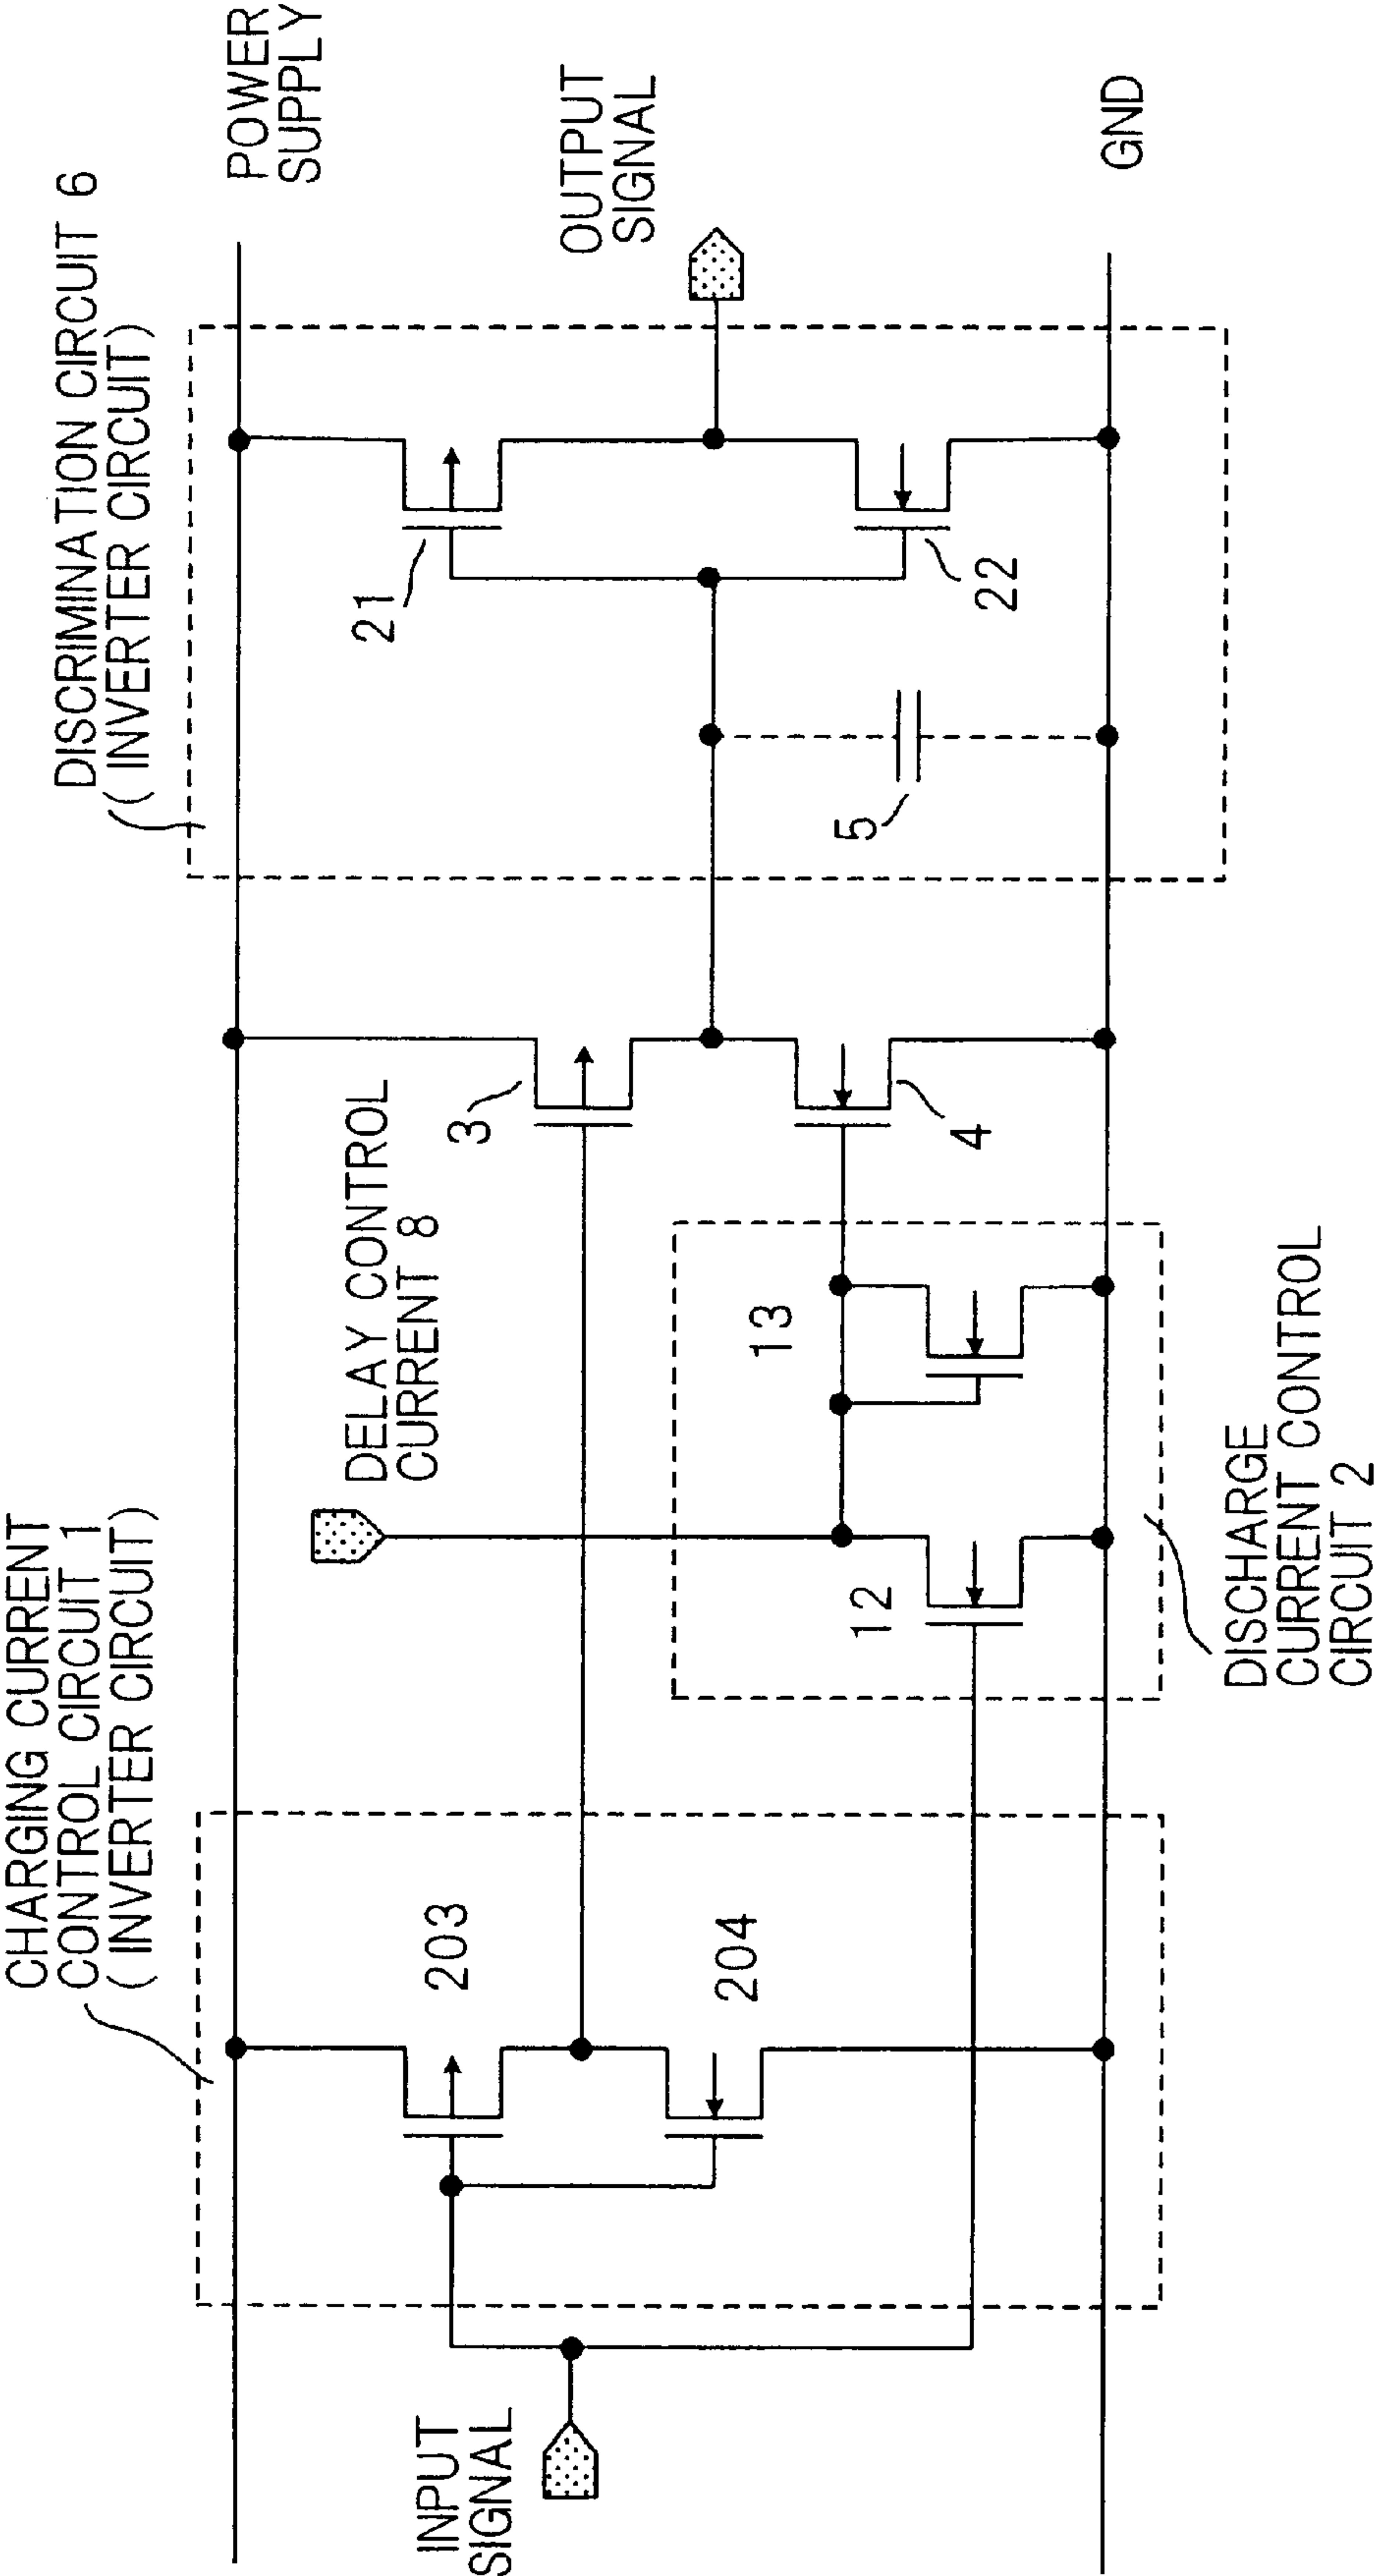 CHARGING CURRENT
CONTROL CIRCUIT 1
( INVERTER CIRCUIT)
DISCRIMINATION CIRCUIT 6
( INVERTER CIRCUIT)
POWER
SUPPLY
DELAY CONTROL
CURRENT 8
203
204
12
13
3
4
21
22
5
INPUT
SIGNAL
OUTPUT
SIGNAL
GND
DISCHARGE
CURRENT CONTROL
CIRCUIT 2